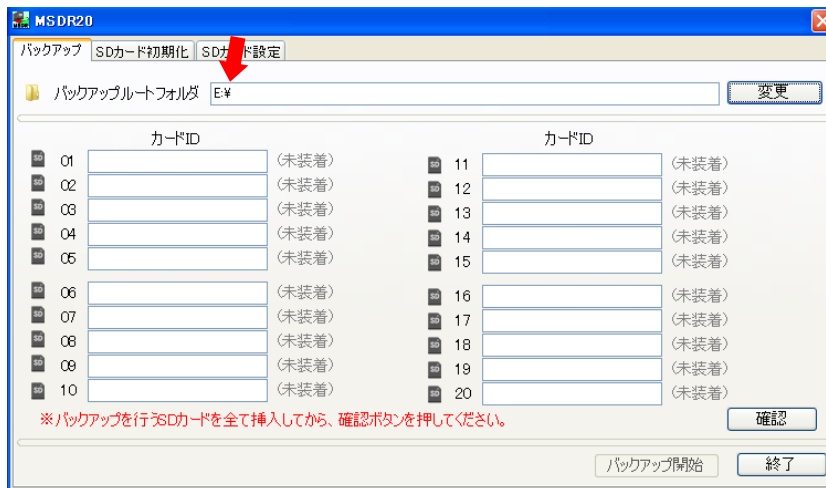 MSDR20
バックアップ SDカード初期化 SDカード設定
バックアップルートフォルダ E:¥ 変更
カードID カードID
01 (未装着) 11 (未装着)
02 (未装着) 12 (未装着)
03 (未装着) 13 (未装着)
04 (未装着) 14 (未装着)
05 (未装着) 15 (未装着)
06 (未装着) 16 (未装着)
07 (未装着) 17 (未装着)
08 (未装着) 18 (未装着)
09 (未装着) 19 (未装着)
10 (未装着) 20 (未装着)
※バックアップを行うSDカードを全て挿入してから、確認ボタンを押してください。 確認
バックアップ開始 終了